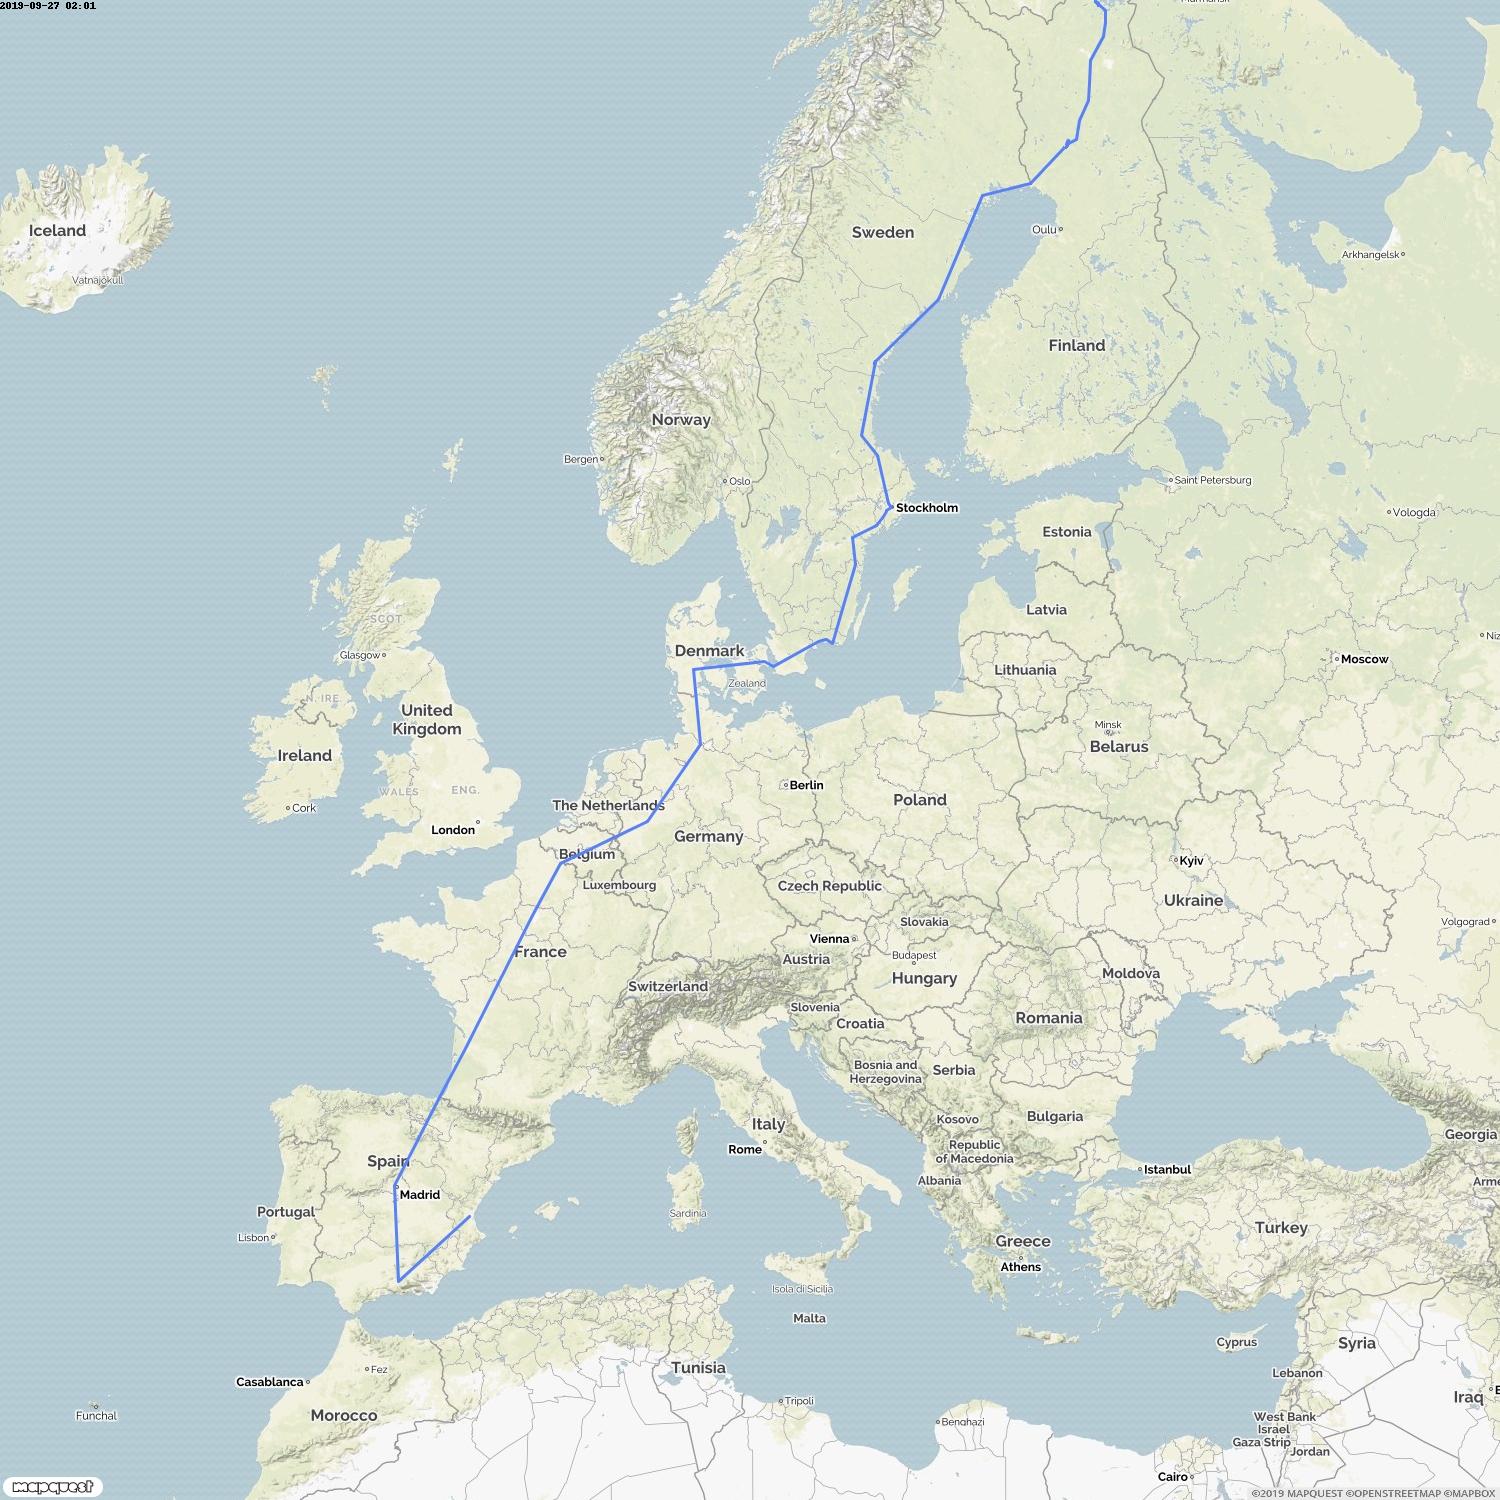 2019-09-27 02:01
Iceland
Vatnajökull
Sweden
Oulu
Arkhangelsk
Finland
Norway
Bergen
Oslo
Saint Petersburg
Stockholm
Vologda
Estonia
SCOT.
Latvia
Glasgow
Denmark
Moscow
Lithuania
Zealand
N. IRE.
United
Kingdom
Minsk
Belarus
Ireland
WALES
ENG.
Berlin
Cork
The Netherlands
Poland
London
Germany
Belgium
Kyiv
Luxembourg
Czech Republic
Ukraine
Slovakia
Volgograd
Vienna
France
Austria
Budapest
Hungary
Moldova
Switzerland
Slovenia
Romania
Croatia
Bosnia and
Herzegovina
Serbia
Kosovo
Bulgaria
Italy
Georgia
Rome
Republic
of Macedonia
Spain
Istanbul
Albania
Madrid
Portugal
Sardinia
Turkey
Lisbon
Greece
Athens
Isola di Sicilia
Malta
Cyprus
Syria
Tunisia
Fez
Lebanon
Casablanca
Iraq
Tripoli
Funchal
Morocco
Benghazi
West Bank
Israel
Gaza Strip
Jordan
Cairo
mapquest
©2019 MAPQUEST ©OPENSTREETMAP ©MAPBOX